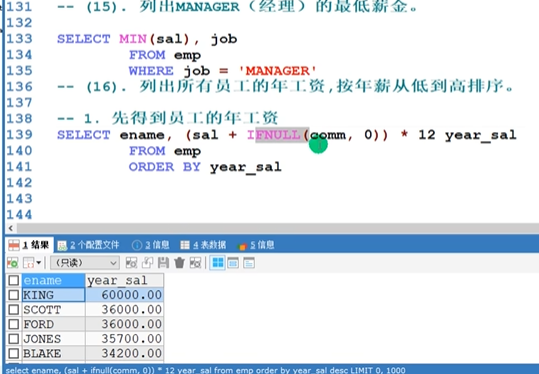 131 -- (15). 列出MANAGER（经理）的最低薪金。
132
133 SELECT MIN(sal), job
134 FROM emp
135 WHERE job = 'MANAGER'
136 -- (16). 列出所有员工的年工资,按年薪从低到高排序。
137
138 -- 1. 先得到员工的年工资
139 SELECT ename, (sal + IFNULL(comm, 0)) * 12 year_sal
140 FROM emp
141 ORDER BY year_sal
142
143
144
1 结果 2 个配置文件 3 信息 4 表数据 5 信息
(只读)
ename year_sal
KING 60000.00
SCOTT 36000.00
FORD 36000.00
JONES 35700.00
BLAKE 34200.00
select ename, (sal + ifnull(comm, 0)) * 12 year_sal from emp order by year_sal desc LIMIT 0, 1000